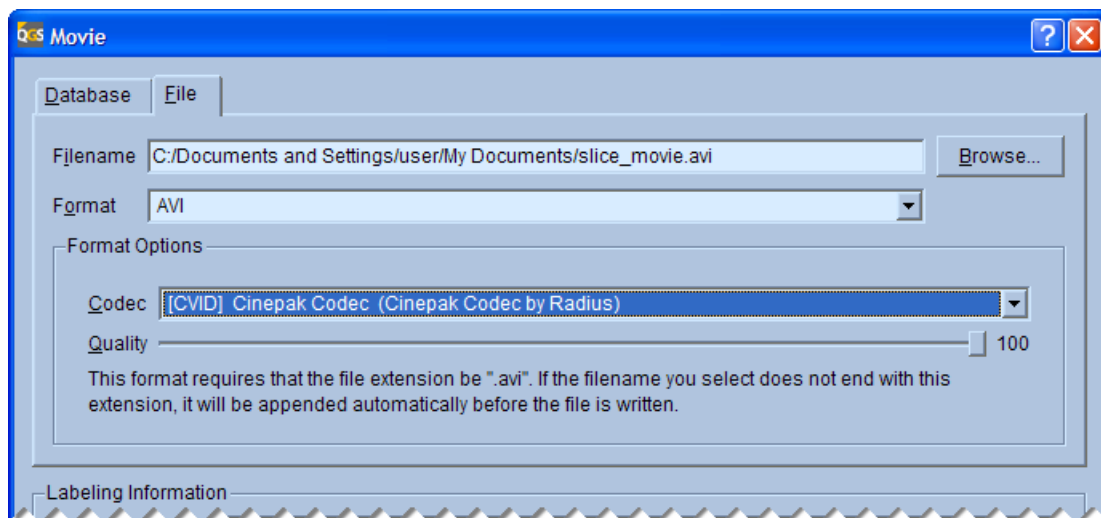 QGS Movie
Database File
Filename C:/Documents and Settings/user/My Documents/slice_movie.avi Browse...
Format AVI
Format Options
Codec [CVID] Cinepak Codec (Cinepak Codec by Radius)
Quality 100
This format requires that the file extension be ".avi". If the filename you select does not end with this
extension, it will be appended automatically before the file is written.
Labeling Information